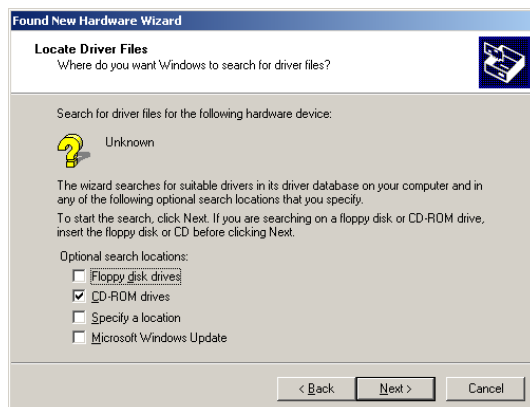 Found New Hardware Wizard
Locate Driver Files
Where do you want Windows to search for driver files?
Search for driver files for the following hardware device:
Unknown
The wizard searches for suitable drivers in its driver database on your computer and in
any of the following optional search locations that you specify.
To start the search, click Next. If you are searching on a floppy disk or CD-ROM drive,
insert the floppy disk or CD before clicking Next.
Optional search locations:
Floppy disk drives
CD-ROM drives
Specify a location
Microsoft Windows Update
< Back Next > Cancel